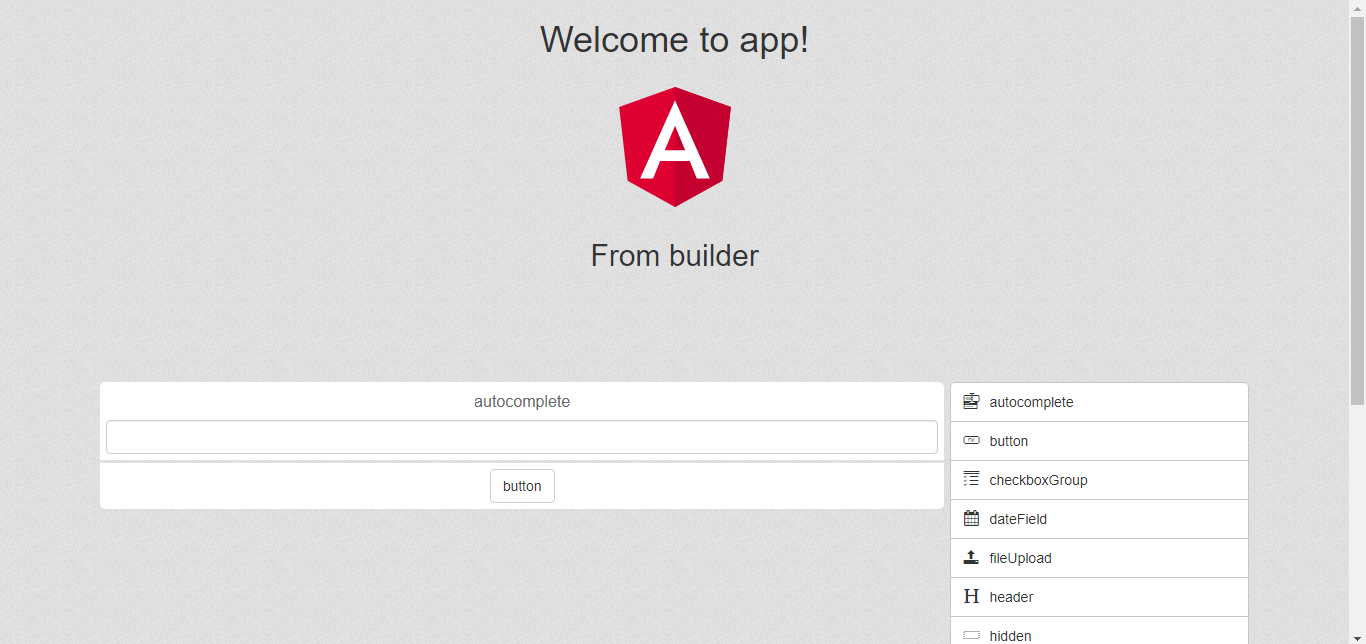 Welcome to app!
A
From builder
autocomplete
button
autocomplete
button
checkboxGroup
dateField
fileUpload
H header
hidden